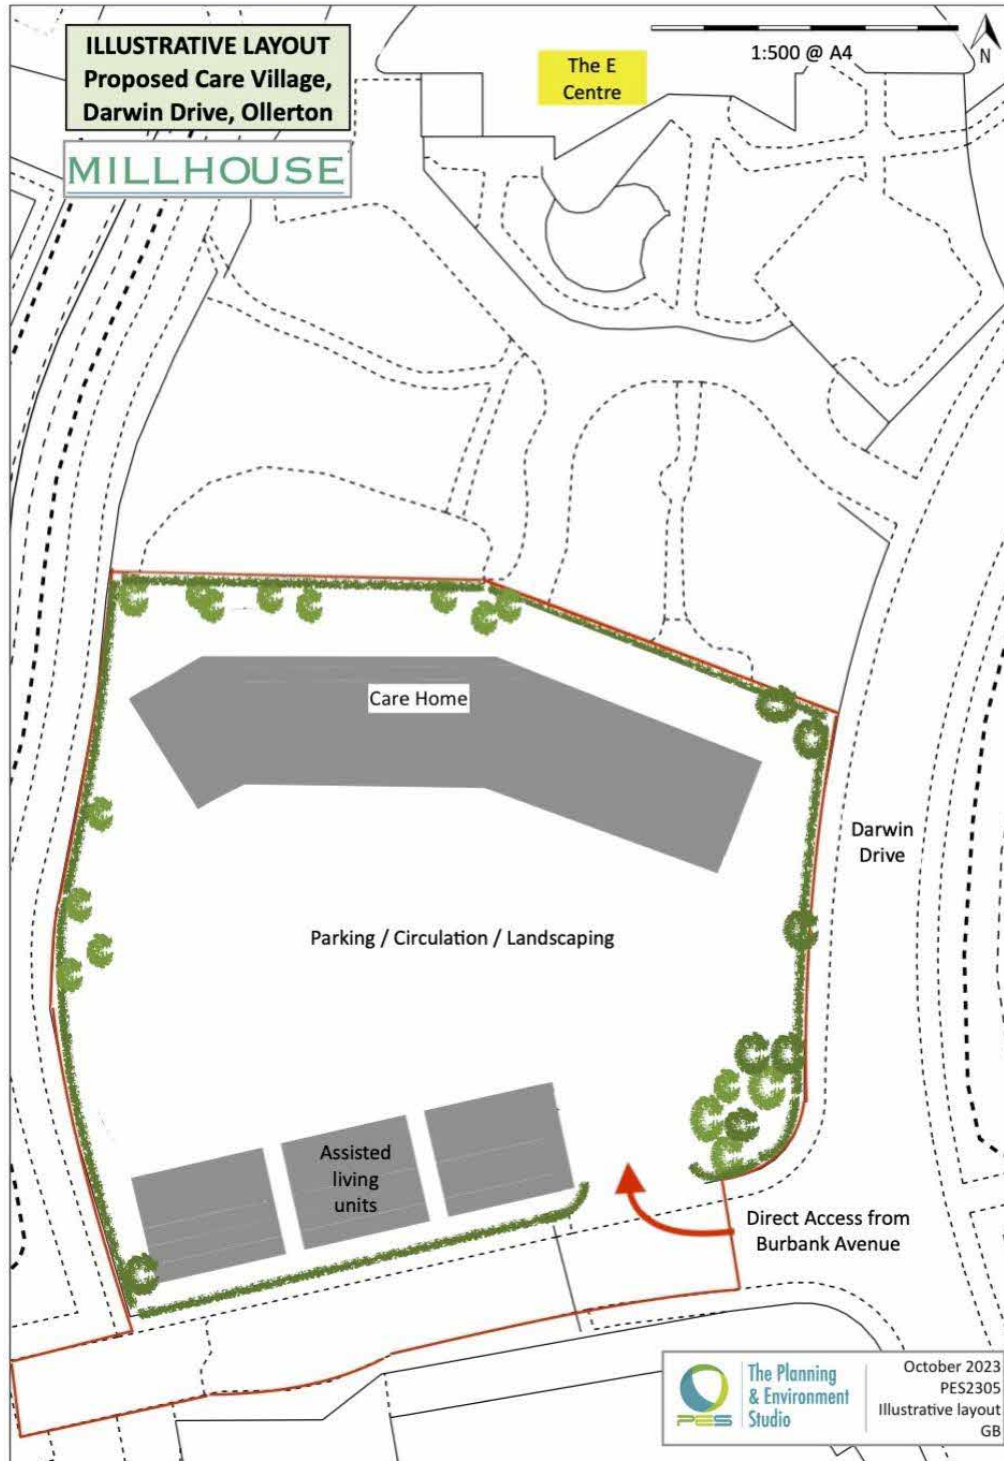 ILLUSTRATIVE LAYOUT
Proposed Care Village,
Darwin Drive, Ollerton
MILLHOUSE
The E
Centre
1:500 @ A4
N
Care Home
Darwin
Drive
Parking / Circulation / Landscaping
Assisted
living
units
Direct Access from
Burbank Avenue
PES
The Planning
& Environment
Studio
October 2023
PES2305
Illustrative layout
GB